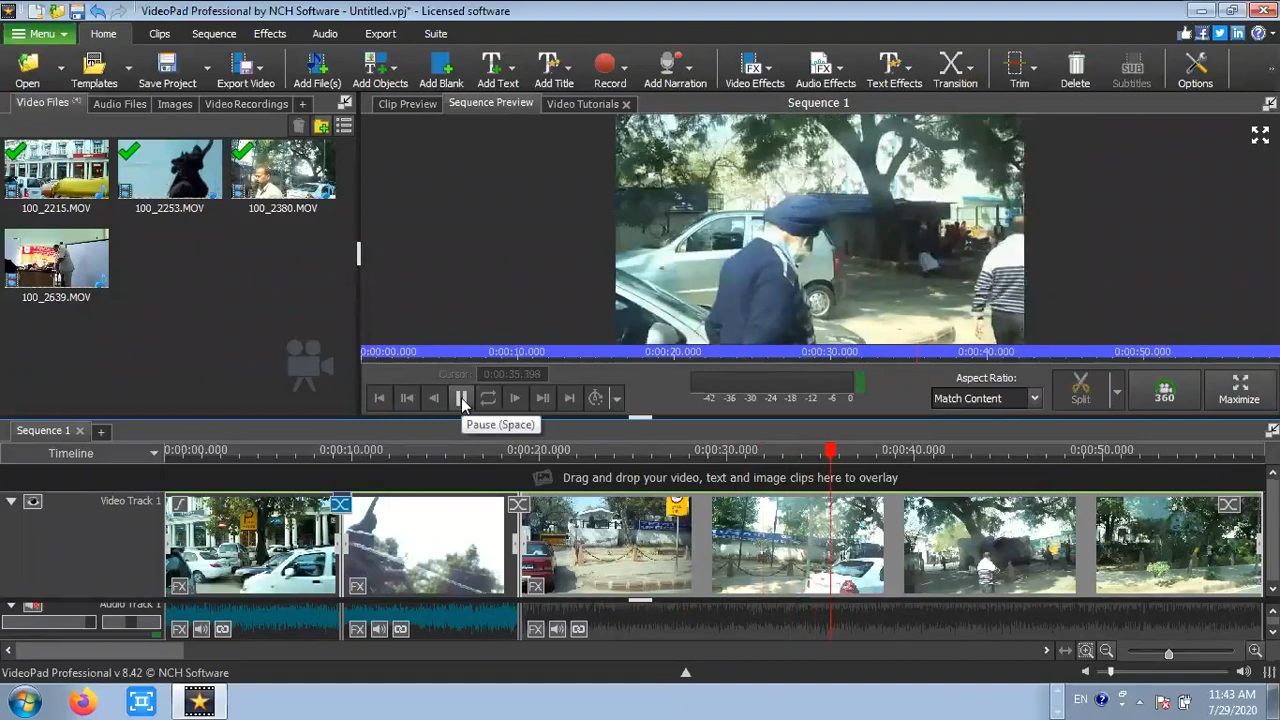 VideoPad Professional by NCH Software - Untitled.vpj* - Licensed software
Menu Home Clips Sequence Effects Audio Export Suite
Open Templates Save Project Export Video Add File(s) Add Objects Add Blank Add Text Add Title Record Add Narration Video Effects Audio Effects Text Effects Transition Trim Delete Subtitles Options
Video Files Audio Files Images Video Recordings +
Clip Preview Sequence Preview Video Tutorials Sequence 1
100_2215.MOV 100_2253.MOV 100_2380.MOV
100_2639.MOV
0:00:00.000 0:00:10.000 0:00:20.000 0:00:30.000 0:00:40.000 0:00:50.000
Cursor: 0:00:35.398
-42 -36 -30 -24 -18 -12 -6 0
Aspect Ratio:
Match Content
Split 360 Maximize
Pause (Space)
Sequence 1 +
Timeline 0:00:00.000 0:00:10.000 0:00:20.000 0:00:30.000 0:00:40.000 0:00:50.000
Drag and drop your video, text and image clips here to overlay
Video Track 1
FX FX FX
Audio Track 1
FX FX FX
VideoPad Professional v 8.42 © NCH Software
EN 11:43 AM
7/29/2020